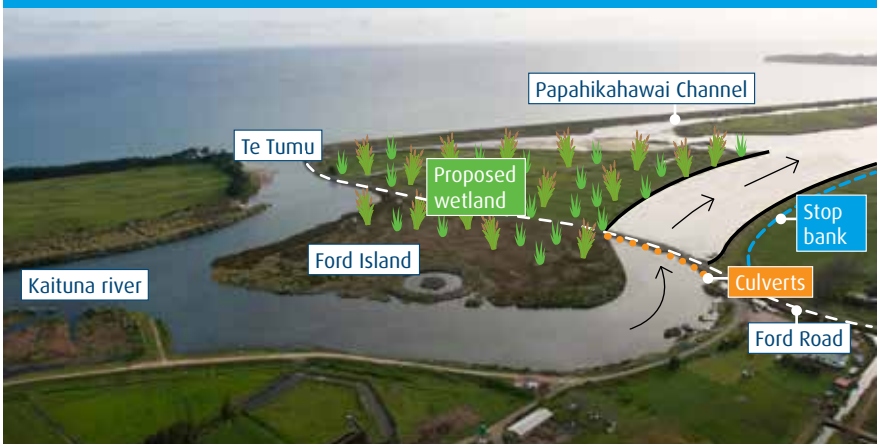 Papahikahawai Channel
Te Tumu
Proposed
wetland
Stop
bank
Ford Island
Kaituna river
Culverts
Ford Road